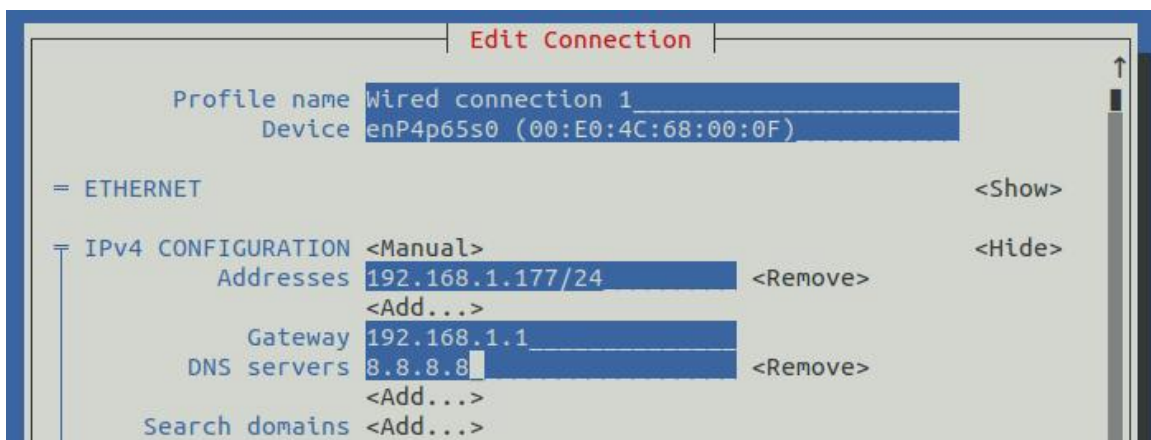 Edit Connection
↑
Profile name Wired connection 1
Device enP4p65s0 (00:E0:4C:68:00:0F)
= ETHERNET <Show>
IPv4 CONFIGURATION <Manual> <Hide>
Addresses 192.168.1.177/24 <Remove>
<Add...>
Gateway 192.168.1.1
DNS servers 8.8.8.8 <Remove>
<Add...>
Search domains <Add...>